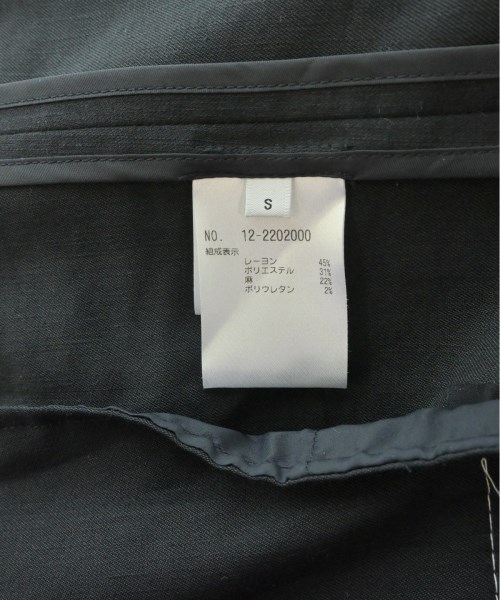 S
NO. 12-2202000
組成表示
レーヨン 45%
ポリエステル 31%
麻 22%
ポリウレタン 2%